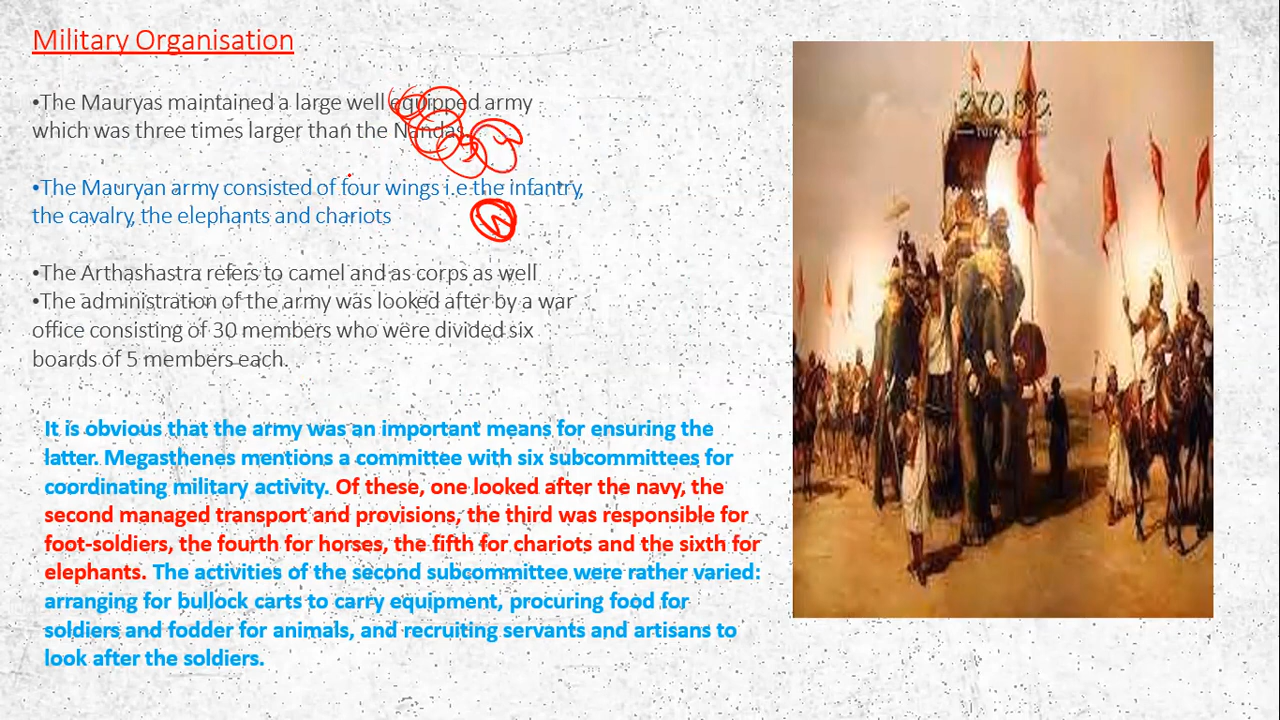 Military Organisation
•The Mauryas maintained a large well equipped army
which was three times larger than the Nandas.
•The Mauryan army consisted of four wings i.e the infantry,
the cavalry, the elephants and chariots
•The Arthashastra refers to camel and as corps as well
•The administration of the army was looked after by a war
office consisting of 30 members who were divided six
boards of 5 members each.
It is obvious that the army was an important means for ensuring the
latter. Megasthenes mentions a committee with six subcommittees for
coordinating military activity. Of these, one looked after the navy, the
second managed transport and provisions, the third was responsible for
foot-soldiers, the fourth for horses, the fifth for chariots and the sixth for
elephants. The activities of the second subcommittee were rather varied:
arranging for bullock carts to carry equipment, procuring food for
soldiers and fodder for animals, and recruiting servants and artisans to
look after the soldiers.
270 B.C.